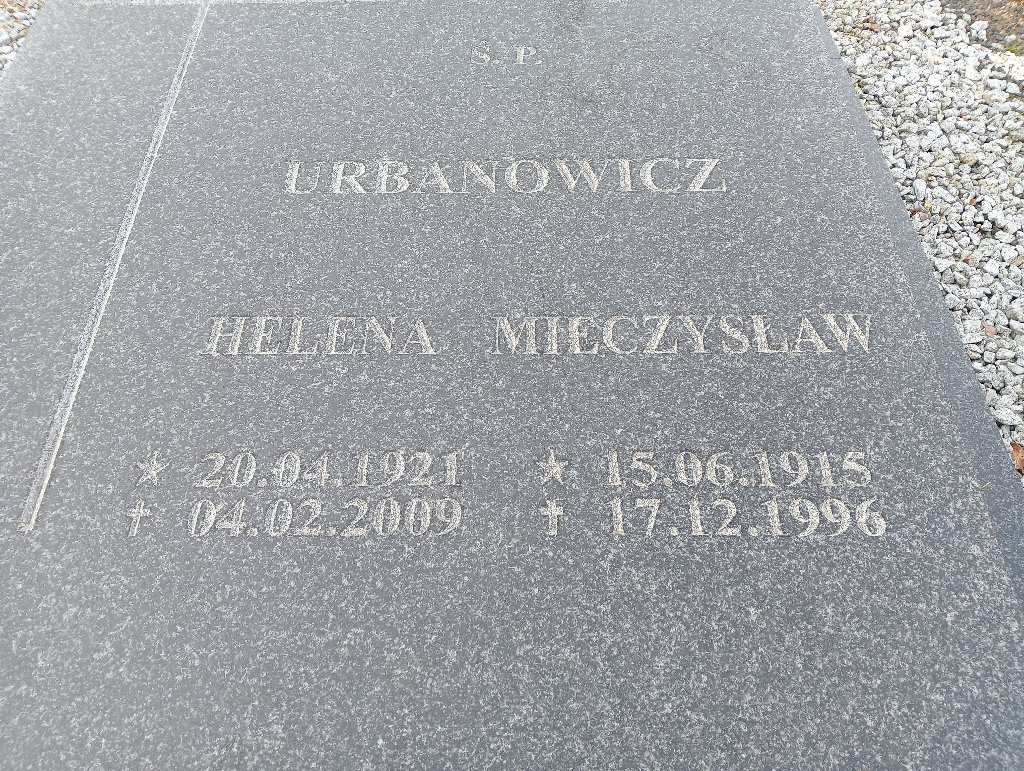 Ś. P.
URBANOWICZ
HELENA MIECZYSŁAW
★ 20.04.1921 ★ 15.06.1915
✝ 04.02.2009 ✝ 17.12.1996